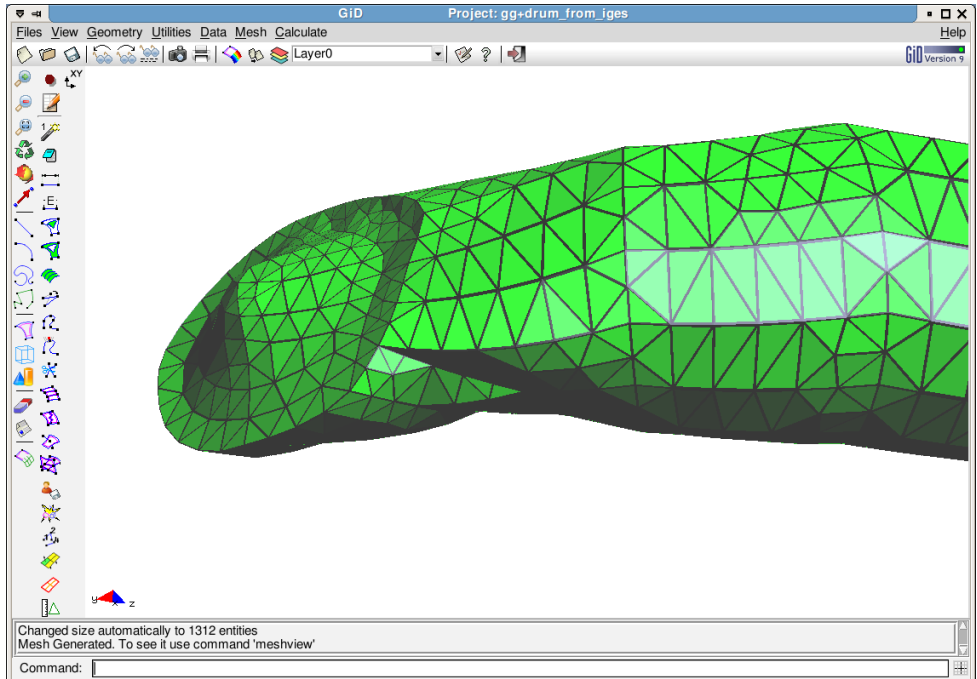 GiD Project: gg+drum_from_iges
Files View Geometry Utilities Data Mesh Calculate Help
Layer0
GiD Version 9
XY
E
y z
Changed size automatically to 1312 entities
Mesh Generated. To see it use command 'meshview'
Command: